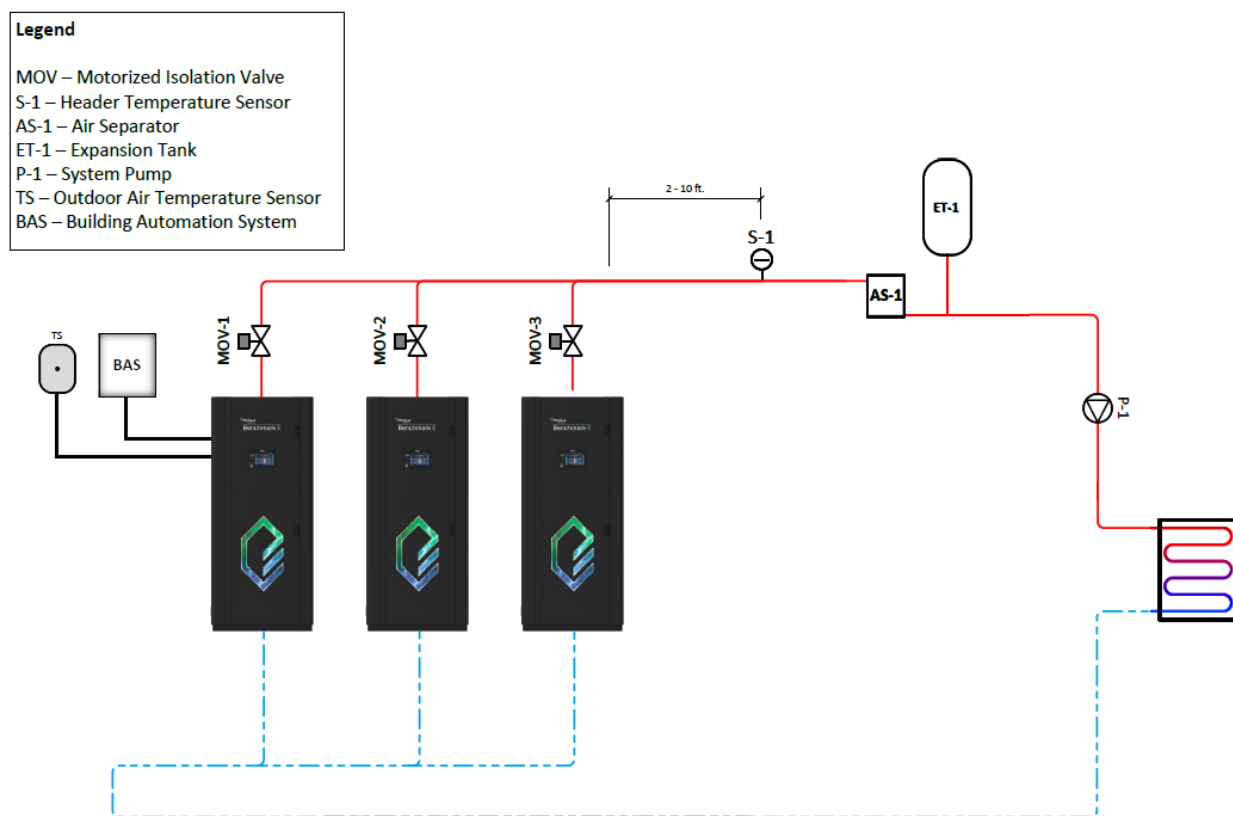 Legend
MOV – Motorized Isolation Valve
S-1 – Header Temperature Sensor
AS-1 – Air Separator
ET-1 – Expansion Tank
P-1 – System Pump
TS – Outdoor Air Temperature Sensor
BAS – Building Automation System
2 - 10 ft.
ET-1
S-1
AS-1
MOV-1
MOV-2
MOV-3
TS
BAS
P-1
Benchmark E
Benchmark E
Benchmark E